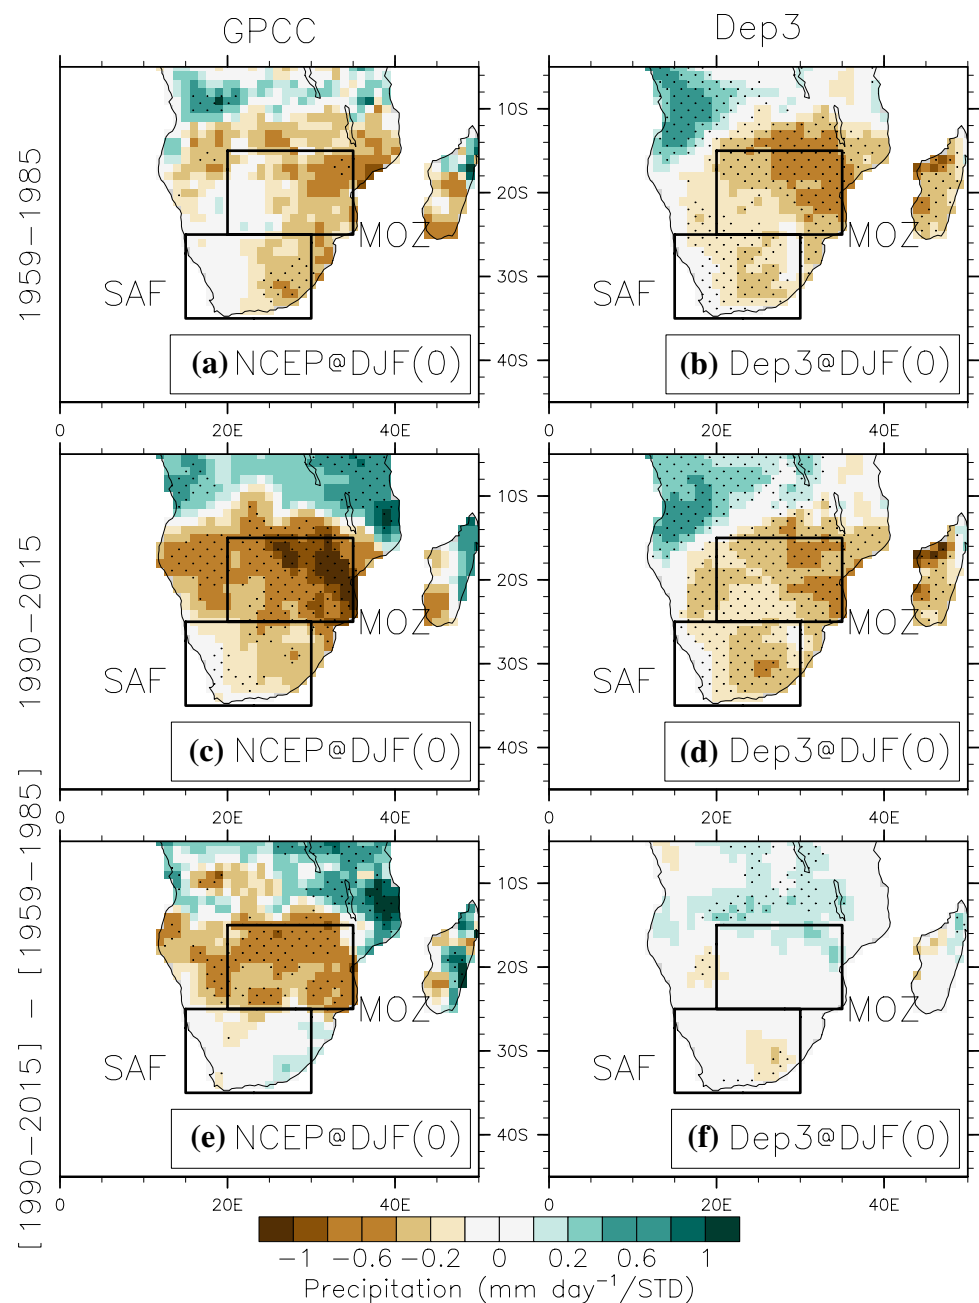 GPCC
Dep3
1959-1985
10S
20S
30S
40S
MOZ
SAF
(a) NCEP@DJF(0)
MOZ
SAF
(b) Dep3@DJF(0)
0
20E
40E
0
20E
40E
1990-2015
10S
20S
30S
40S
MOZ
SAF
(c) NCEP@DJF(0)
MOZ
SAF
(d) Dep3@DJF(0)
0
20E
40E
0
20E
40E
[1990-2015] - [1959-1985]
10S
20S
30S
40S
MOZ
SAF
(e) NCEP@DJF(0)
MOZ
SAF
(f) Dep3@DJF(0)
0
20E
40E
0
20E
40E
-1 -0.6 -0.2 0 0.2 0.6 1
Precipitation (mm day⁻¹/STD)